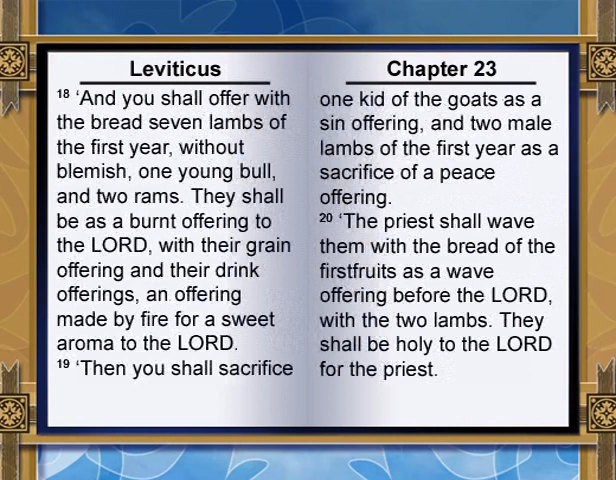 Leviticus
18 ‘And you shall offer with
the bread seven lambs of
the first year, without
blemish, one young bull,
and two rams. They shall
be as a burnt offering to
the LORD, with their grain
offering and their drink
offerings, an offering
made by fire for a sweet
aroma to the LORD.
19 ‘Then you shall sacrifice
Chapter 23
one kid of the goats as a
sin offering, and two male
lambs of the first year as a
sacrifice of a peace
offering.
20 ‘The priest shall wave
them with the bread of the
firstfruits as a wave
offering before the LORD,
with the two lambs. They
shall be holy to the LORD
for the priest.